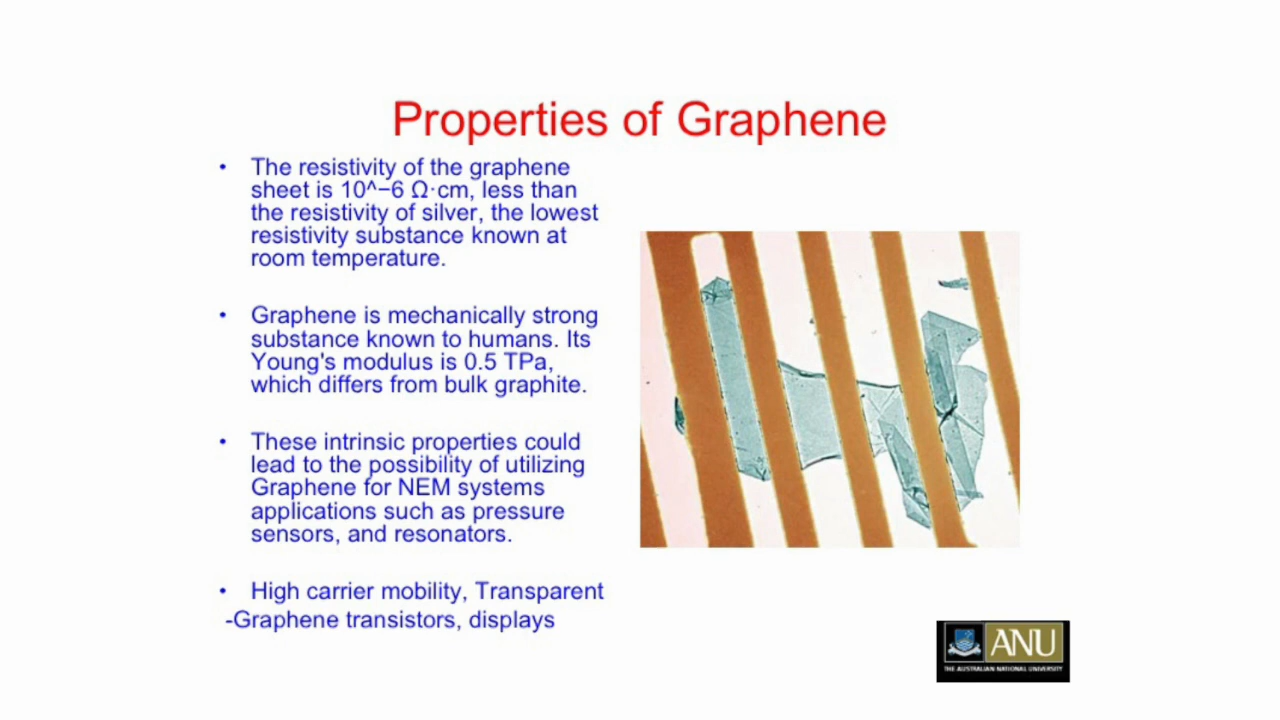 Properties of Graphene
• The resistivity of the graphene
sheet is 10^−6 Ω·cm, less than
the resistivity of silver, the lowest
resistivity substance known at
room temperature.
• Graphene is mechanically strong
substance known to humans. Its
Young's modulus is 0.5 TPa,
which differs from bulk graphite.
• These intrinsic properties could
lead to the possibility of utilizing
Graphene for NEM systems
applications such as pressure
sensors, and resonators.
• High carrier mobility, Transparent
-Graphene transistors, displays
ANU
THE AUSTRALIAN NATIONAL UNIVERSITY